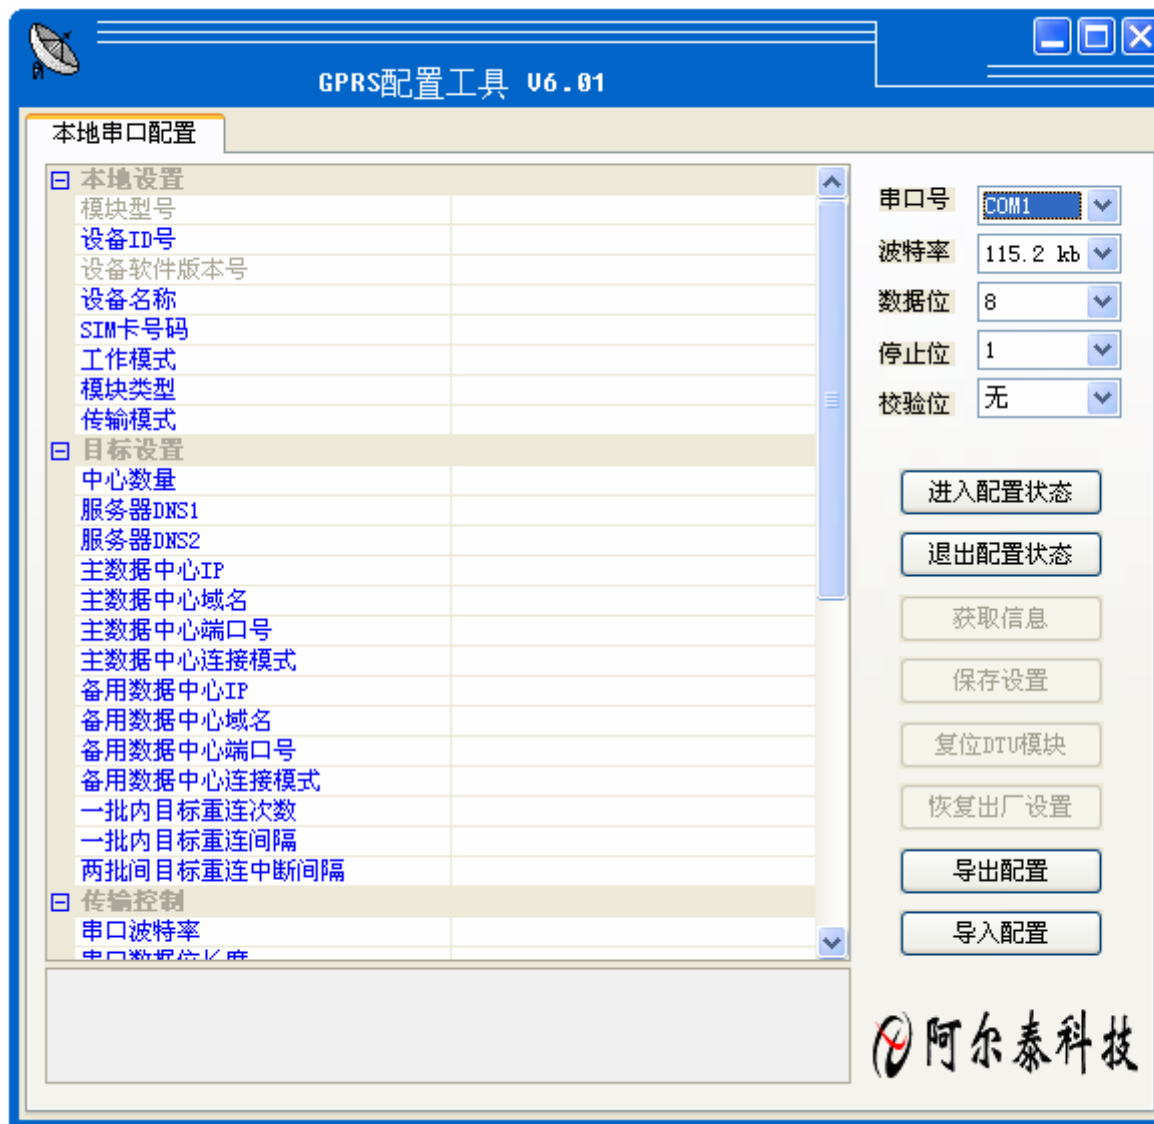 GPRS配置工具 V6.01
本地串口配置
本地设置
模块型号
设备ID号
设备软件版本号
设备名称
SIM卡号码
工作模式
模块类型
传输模式
目标设置
中心数量
服务器DNS1
服务器DNS2
主数据中心IP
主数据中心域名
主数据中心端口号
主数据中心连接模式
备用数据中心IP
备用数据中心域名
备用数据中心端口号
备用数据中心连接模式
一批内目标重连次数
一批内目标重连间隔
两批间目标重连中断间隔
传输控制
串口波特率
串口数据位长度
串口号 COM1
波特率 115.2 kb
数据位 8
停止位 1
校验位 无
进入配置状态
退出配置状态
获取信息
保存设置
复位DTU模块
恢复出厂设置
导出配置
导入配置
阿尔泰科技